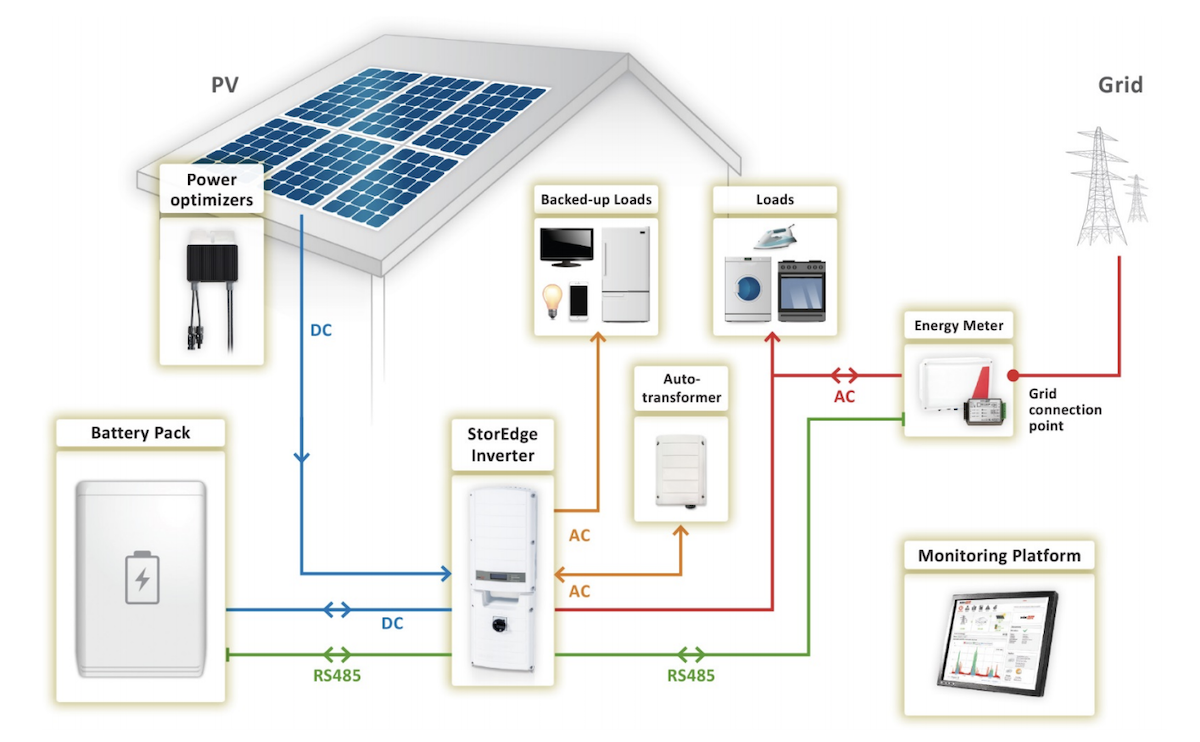 PV
Grid
Power
optimizers
Backed-up Loads
Loads
Energy Meter
DC
Auto-
transformer
AC
Grid
connection
point
Battery Pack
StorEdge
Inverter
AC
AC
Monitoring Platform
DC
RS485
RS485